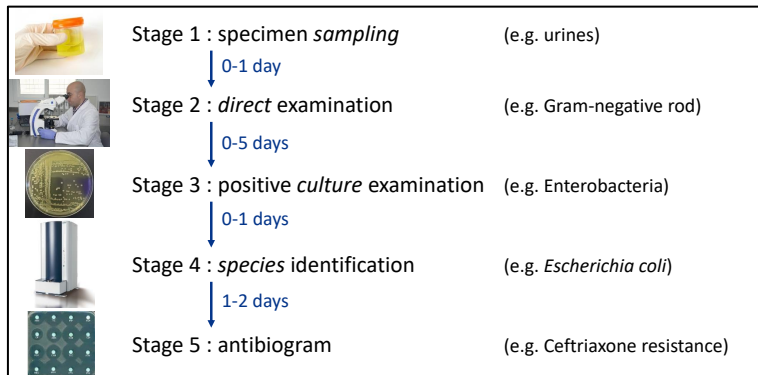 Stage 1 : specimen sampling (e.g. urines)
0-1 day
Stage 2 : direct examination (e.g. Gram-negative rod)
0-5 days
Stage 3 : positive culture examination (e.g. Enterobacteria)
0-1 days
Stage 4 : species identification (e.g. Escherichia coli)
1-2 days
Stage 5 : antibiogram (e.g. Ceftriaxone resistance)